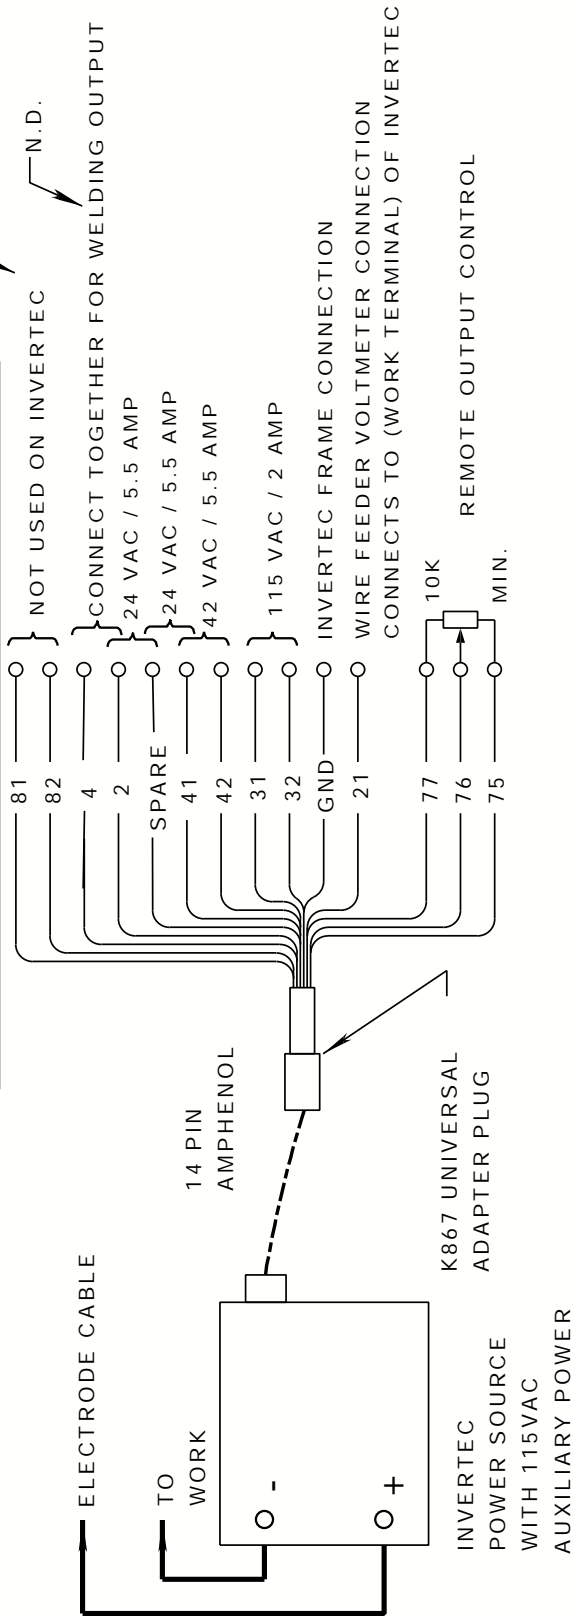 N.D.
81
82
4
2
SPARE
41
42
31
32
GND
21
77
76
75
NOT USED ON INVERTEC
CONNECT TOGETHER FOR WELDING OUTPUT
24 VAC / 5.5 AMP
24 VAC / 5.5 AMP
42 VAC / 5.5 AMP
115 VAC / 2 AMP
INVERTEC FRAME CONNECTION
WIRE FEEDER VOLTMETER CONNECTION
CONNECTS TO (WORK TERMINAL) OF INVERTEC
10K
MIN.
REMOTE OUTPUT CONTROL
14 PIN
AMPHENOL
K867 UNIVERSAL
ADAPTER PLUG
ELECTRODE CABLE
TO
WORK
-
+
INVERTEC
POWER SOURCE
WITH 115VAC
AUXILIARY POWER